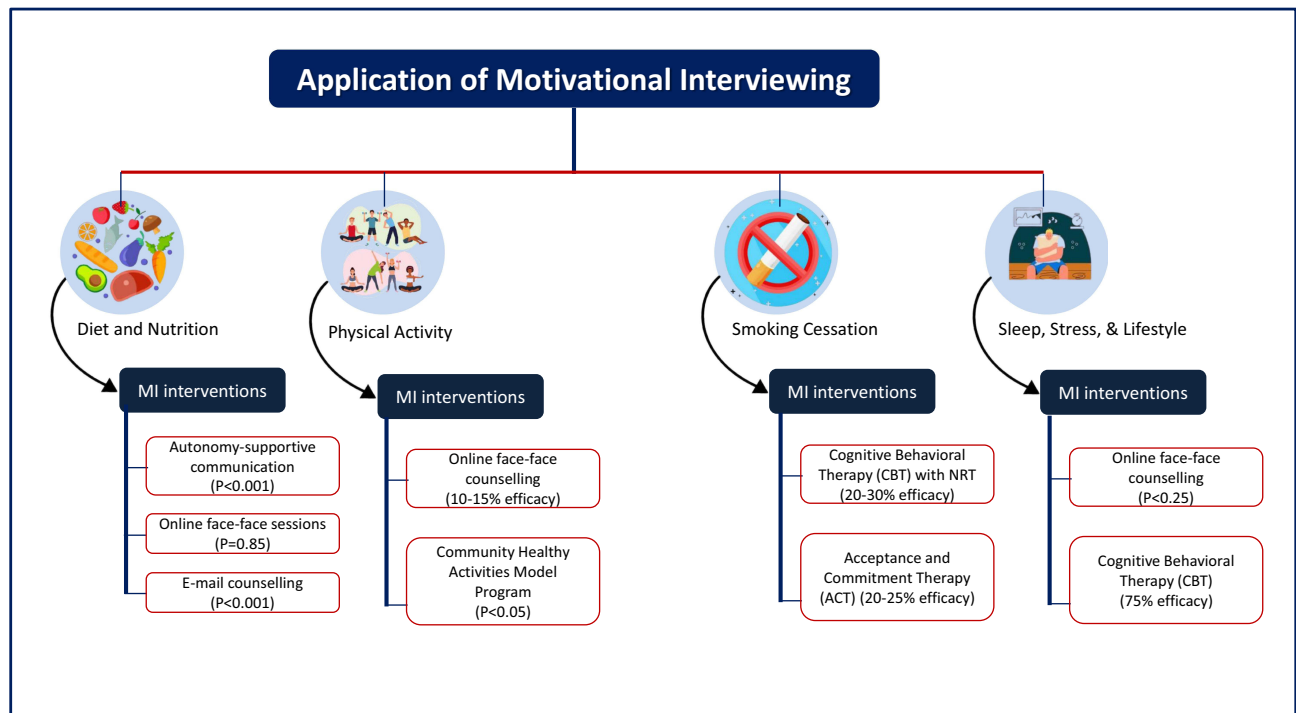 Application of Motivational Interviewing
Diet and Nutrition
MI interventions
Autonomy-supportive
communication
(P<0.001)
Online face-face sessions
(P=0.85)
E-mail counselling
(P<0.001)
Physical Activity
MI interventions
Online face-face
counselling
(10-15% efficacy)
Community Healthy
Activities Model
Program
(P<0.05)
Smoking Cessation
MI interventions
Cognitive Behavioral
Therapy (CBT) with NRT
(20-30% efficacy)
Acceptance and
Commitment Therapy
(ACT) (20-25% efficacy)
Sleep, Stress, & Lifestyle
MI interventions
Online face-face
counselling
(P<0.25)
Cognitive Behavioral
Therapy (CBT)
(75% efficacy)